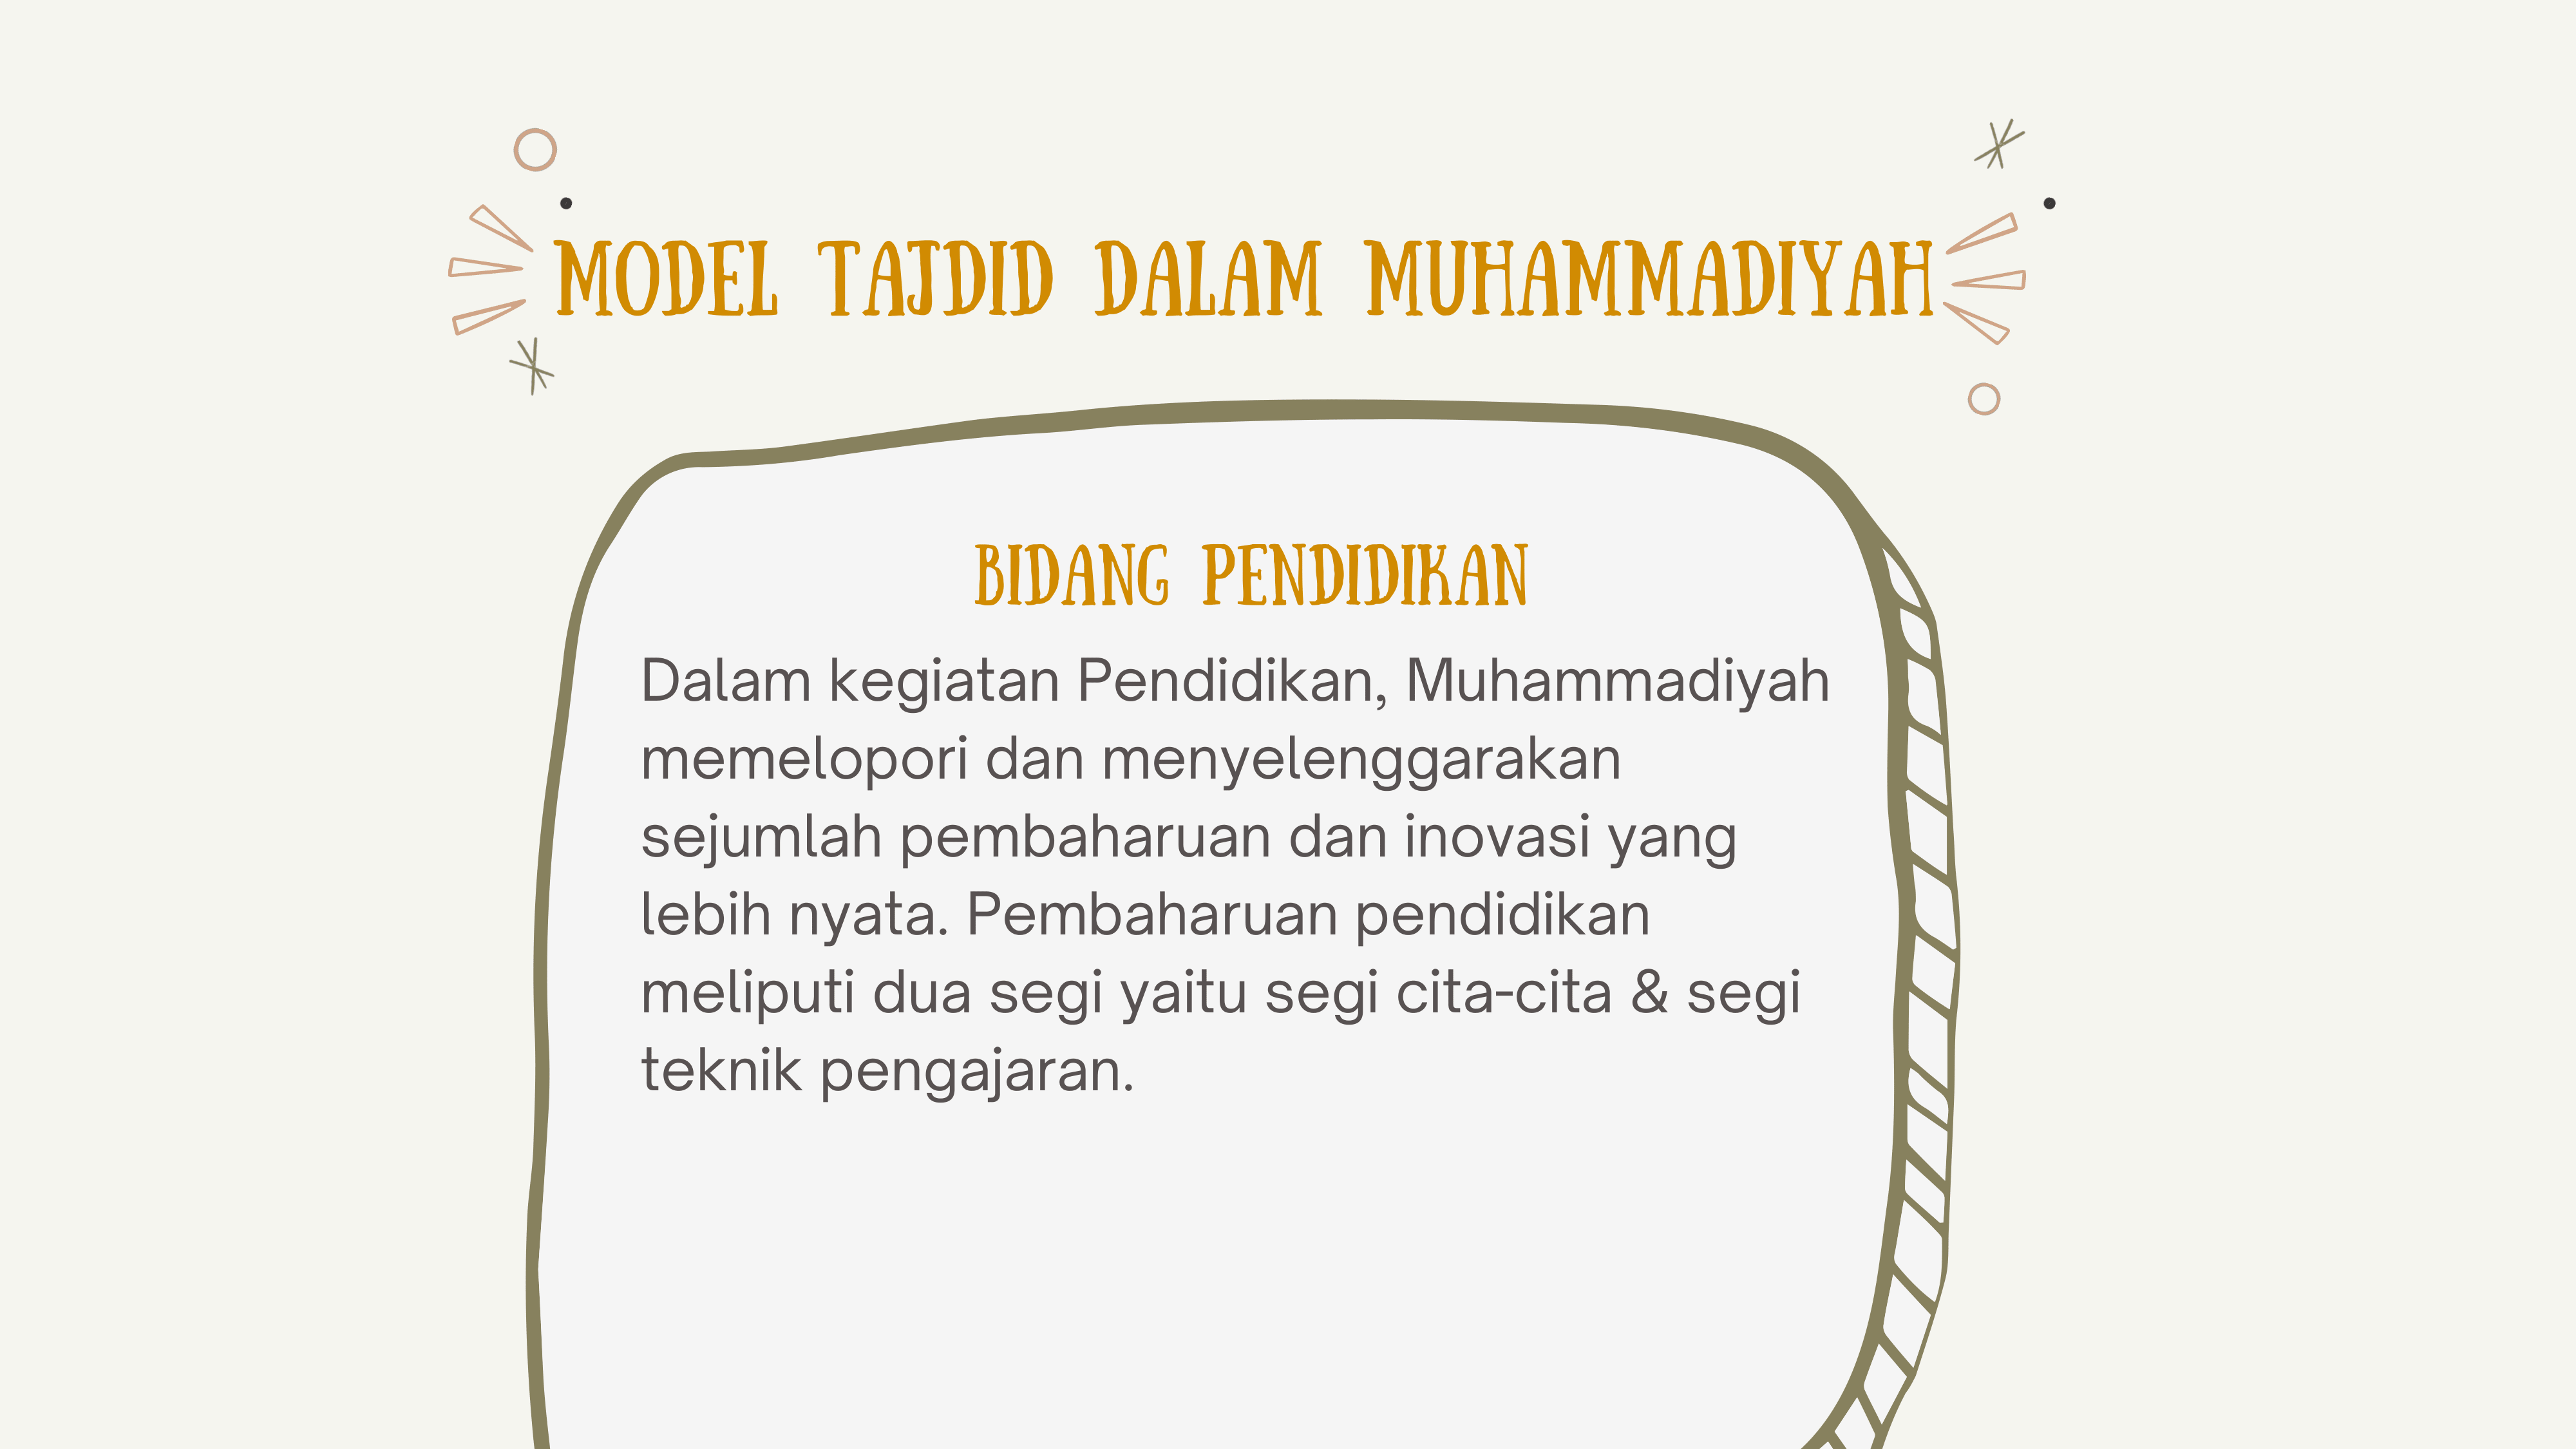 MODEL TAJDID DALAM MUHAMMADIYAH
BIDANG PENDIDIKAN
Dalam kegiatan Pendidikan, Muhammadiyah
memelopori dan menyelenggarakan
sejumlah pembaharuan dan inovasi yang
lebih nyata. Pembaharuan pendidikan
meliputi dua segi yaitu segi cita-cita & segi
teknik pengajaran.